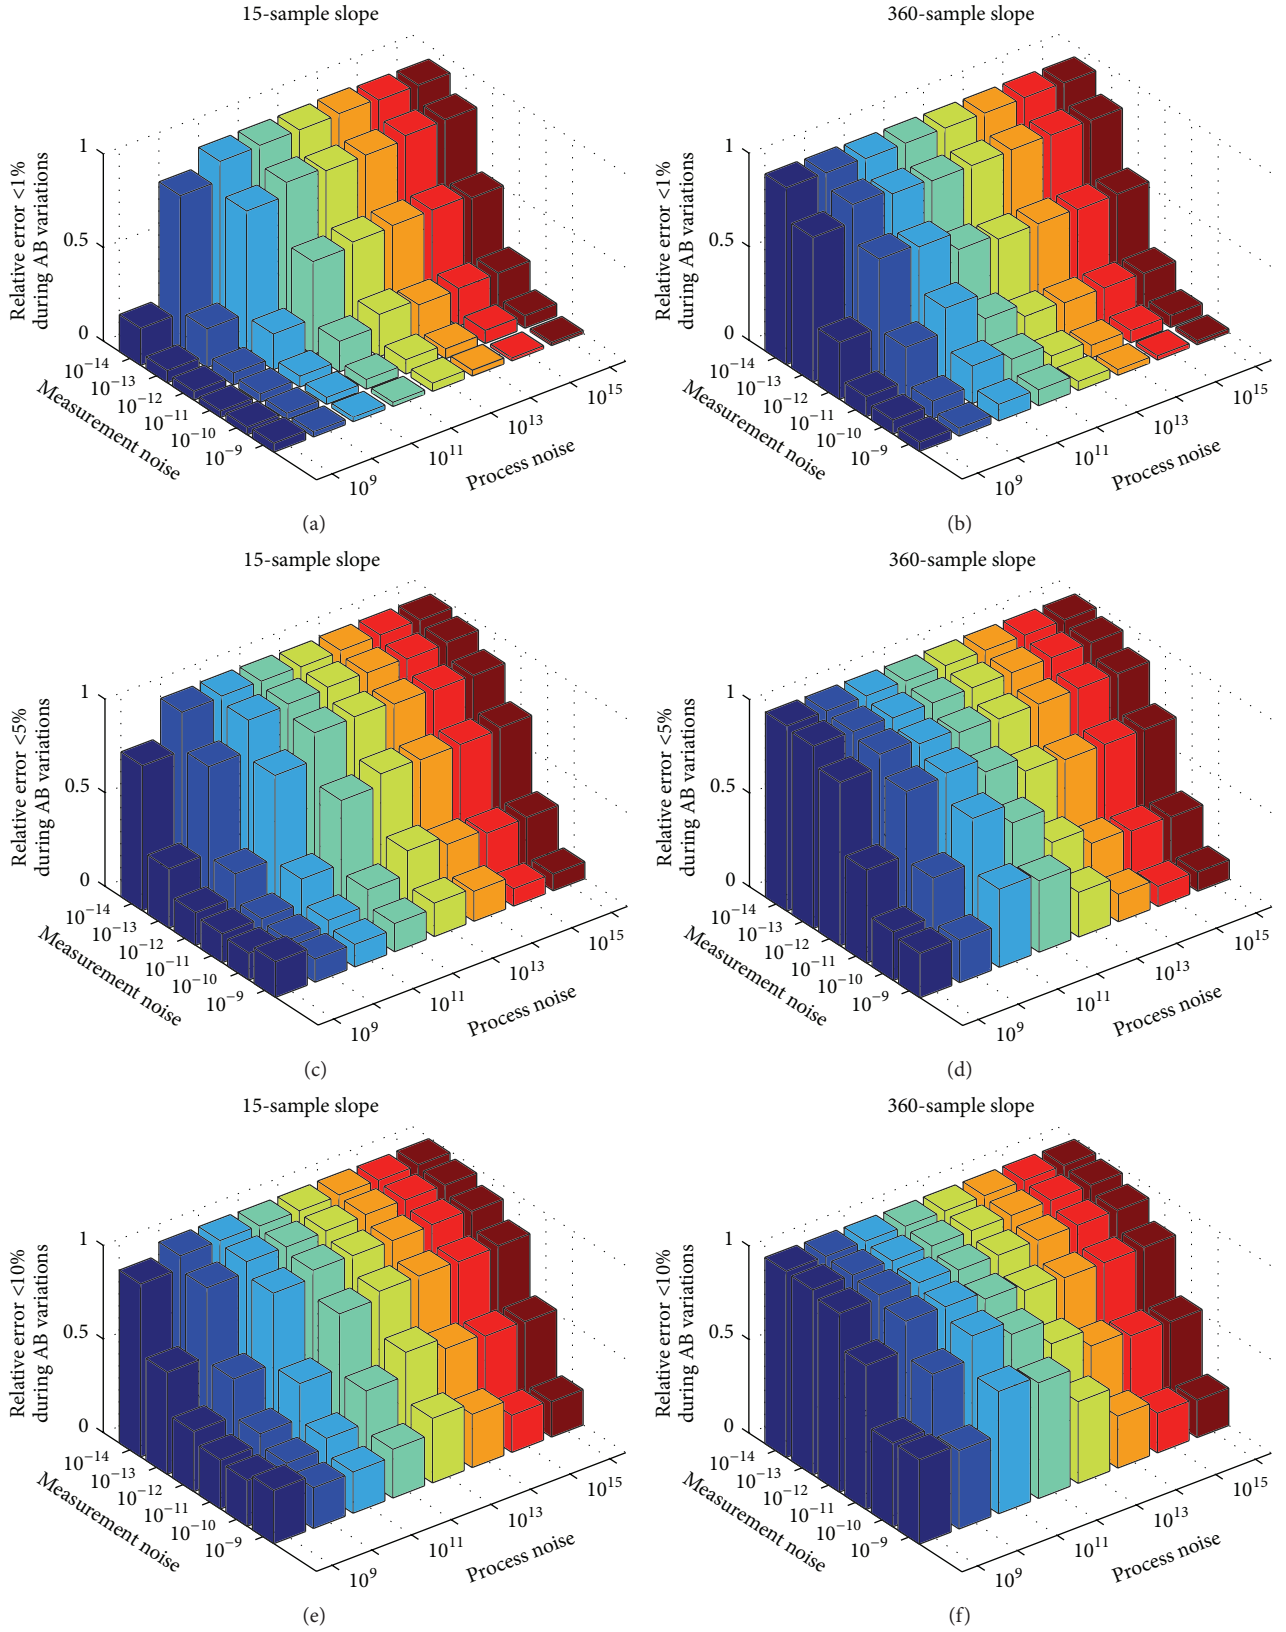 15-sample slope
Relative error <1%
during AB variations
1
0.5
0
10−14
10−13
10−12
10−11
10−10
10−9
Measurement noise
10^9
10^11
10^13
10^15
Process noise
(a)
360-sample slope
Relative error <1%
during AB variations
1
0.5
0
10−14
10−13
10−12
10−11
10−10
10−9
Measurement noise
10^9
10^11
10^13
10^15
Process noise
(b)
15-sample slope
Relative error <5%
during AB variations
1
0.5
0
10−14
10−13
10−12
10−11
10−10
10−9
Measurement noise
10^9
10^11
10^13
10^15
Process noise
(c)
360-sample slope
Relative error <5%
during AB variations
1
0.5
0
10−14
10−13
10−12
10−11
10−10
10−9
Measurement noise
10^9
10^11
10^13
10^15
Process noise
(d)
15-sample slope
Relative error <10%
during AB variations
1
0.5
0
10−14
10−13
10−12
10−11
10−10
10−9
Measurement noise
10^9
10^11
10^13
10^15
Process noise
(e)
360-sample slope
Relative error <10%
during AB variations
1
0.5
0
10−14
10−13
10−12
10−11
10−10
10−9
Measurement noise
10^9
10^11
10^13
10^15
Process noise
(f)